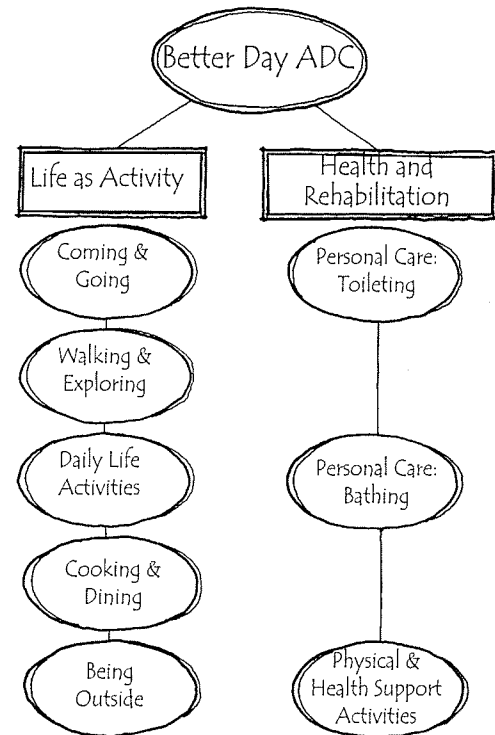 Better Day ADC
Life as Activity
Coming &
Going
Walking &
Exploring
Daily Life
Activities
Cooking &
Dining
Being
Outside
Health and
Rehabilitation
Personal Care:
Toileting
Personal Care:
Bathing
Physical &
Health Support
Activities